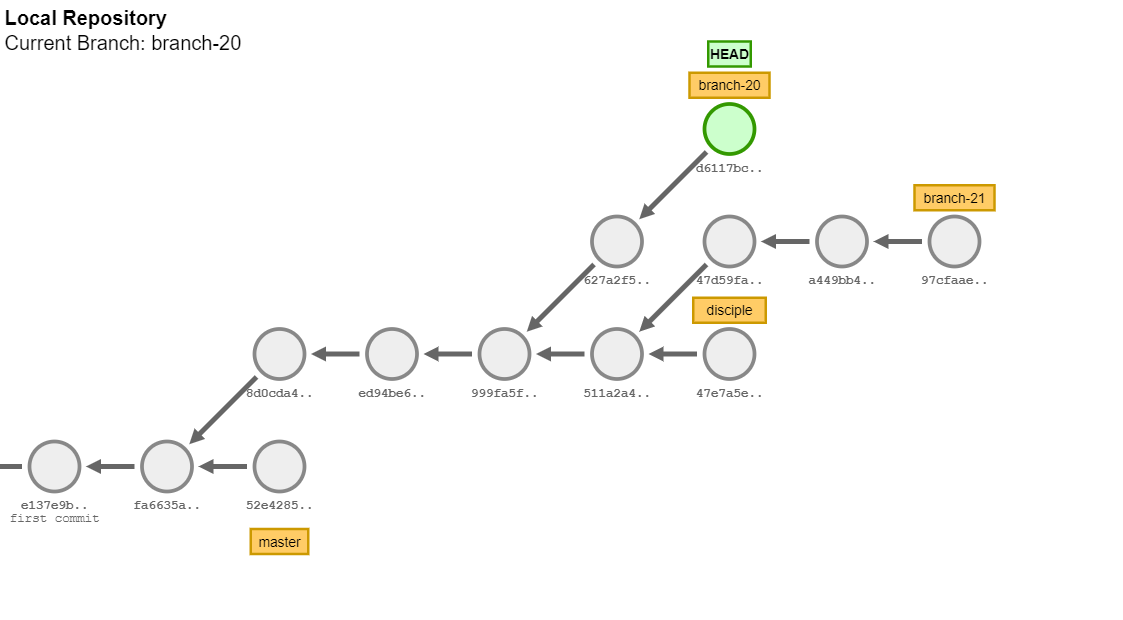 Local Repository
Current Branch: branch-20
HEAD
branch-20
d6117bc..
branch-21
627a2f5..
47d59fa..
a449bb4..
97cfaae..
disciple
8d0cda4..
ed94be6..
999fa5f..
511a2a4..
47e7a5e..
e137e9b..
first commit
fa6635a..
52e4285..
master